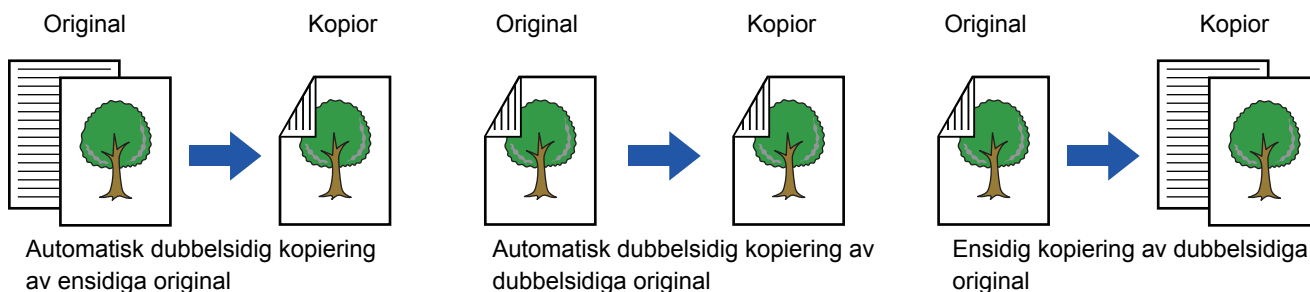 Original
Kopior
Original
Kopior
Original
Kopior
Automatisk dubbelsidig kopiering
av ensidiga original
Automatisk dubbelsidig kopiering av
dubbelsidiga original
Ensidig kopiering av dubbelsidiga
original